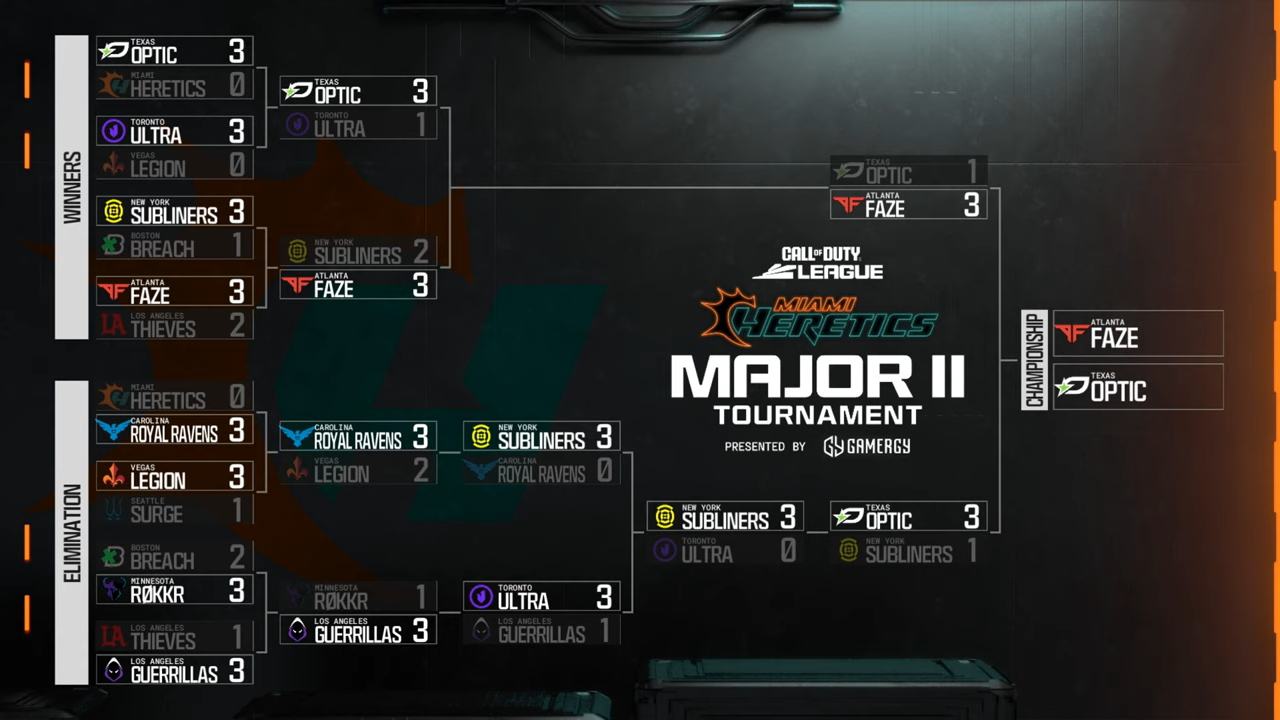 WINNERS
TEXAS
OPTIC 3
MIAMI
HERETICS 0
TORONTO
ULTRA 3
VEGAS
LEGION 0
NEW YORK
SUBLINERS 3
BOSTON
BREACH 1
ATLANTA
FAZE 3
LA
LOS ANGELES
THIEVES 2
TEXAS
OPTIC 3
TORONTO
ULTRA 1
NEW YORK
SUBLINERS 2
ATLANTA
FAZE 3
TEXAS
OPTIC 1
ATLANTA
FAZE 3
CALL OF DUTY
LEAGUE
MIAMI
HERETICS
MAJOR II
TOURNAMENT
PRESENTED BY GAMERGY
CHAMPIONSHIP
ATLANTA
FAZE
TEXAS
OPTIC
ELIMINATION
MIAMI
HERETICS 0
CAROLINA
ROYAL RAVENS 3
VEGAS
LEGION 3
SEATTLE
SURGE 1
BOSTON
BREACH 2
MINNESOTA
RØKKR 3
LA
LOS ANGELES
THIEVES 1
LOS ANGELES
GUERRILLAS 3
CAROLINA
ROYAL RAVENS 3
VEGAS
LEGION 2
MINNESOTA
RØKKR 1
LOS ANGELES
GUERRILLAS 3
NEW YORK
SUBLINERS 3
CAROLINA
ROYAL RAVENS 0
TORONTO
ULTRA 3
LOS ANGELES
GUERRILLAS 1
NEW YORK
SUBLINERS 3
TORONTO
ULTRA 0
TEXAS
OPTIC 3
NEW YORK
SUBLINERS 1